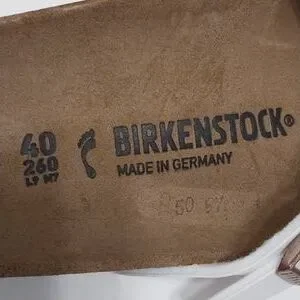 40
260
L9 M7
BIRKENSTOCK®
MADE IN GERMANY